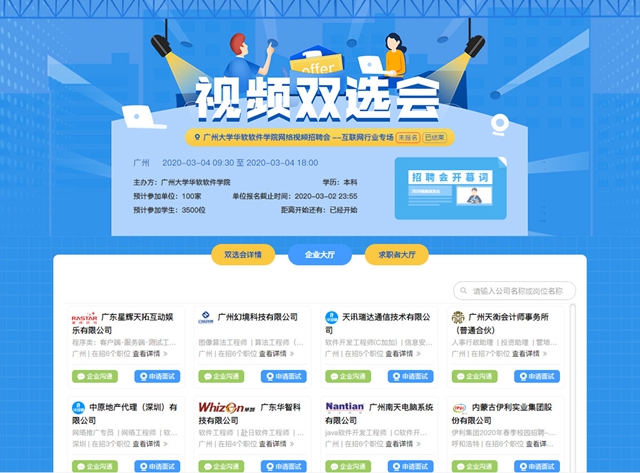 offer
视频双选会
广州大学华软软件学院网络视频招聘会 ——互联网行业专场 未报名 已结束
广州 2020-03-04 09:30 至 2020-03-04 18:00
主办方：广州大学华软软件学院 学历：本科
预计参加单位：100家 单位报名截止时间：2020-03-02 23:55
预计参加学生：3500位 距离开始还有：已经开始
招聘会开幕词
双选会详情 企业大厅 求职者大厅
请输入公司名称或岗位名称
RASTAR 广东星辉天拓互动娱乐有限公司
程序类：客户端·服务端·测试工...
广州 | 在招6个职位 查看详情 »
企业沟通 申请面试
广州幻境科技有限公司
图像算法工程师 | 算法工程师（...
广州 | 在招6个职位 查看详情 »
企业沟通 申请面试
天讯瑞达通信技术有限公司
软件开发工程师(C加加) | 信息安...
广州 | 在招5个职位 查看详情 »
企业沟通 申请面试
广州天衡会计师事务所（普通合伙）
人事行政助理 | 投资助理 | 管培...
广州 | 在招7个职位 查看详情 »
企业沟通 申请面试
中原地产代理（深圳）有限公司
网络推广专员 | 网络工程师 | 软...
深圳 | 在招3个职位 查看详情 »
企业沟通 申请面试
Whizen 华智 广东华智科技有限公司
软件工程师 | 赴日软件工程师 | ...
广州 | 在招4个职位 查看详情 »
企业沟通 申请面试
Nantian 广州南天电脑系统有限公司
java软件开发工程师 | C软件开...
广州 | 在招6个职位 查看详情 »
企业沟通 申请面试
伊利 内蒙古伊利实业集团股份有限公司
伊利集团2020年春季校园招聘-...
呼和浩特 | 在招8个职位 查看详情 »
企业沟通 申请面试